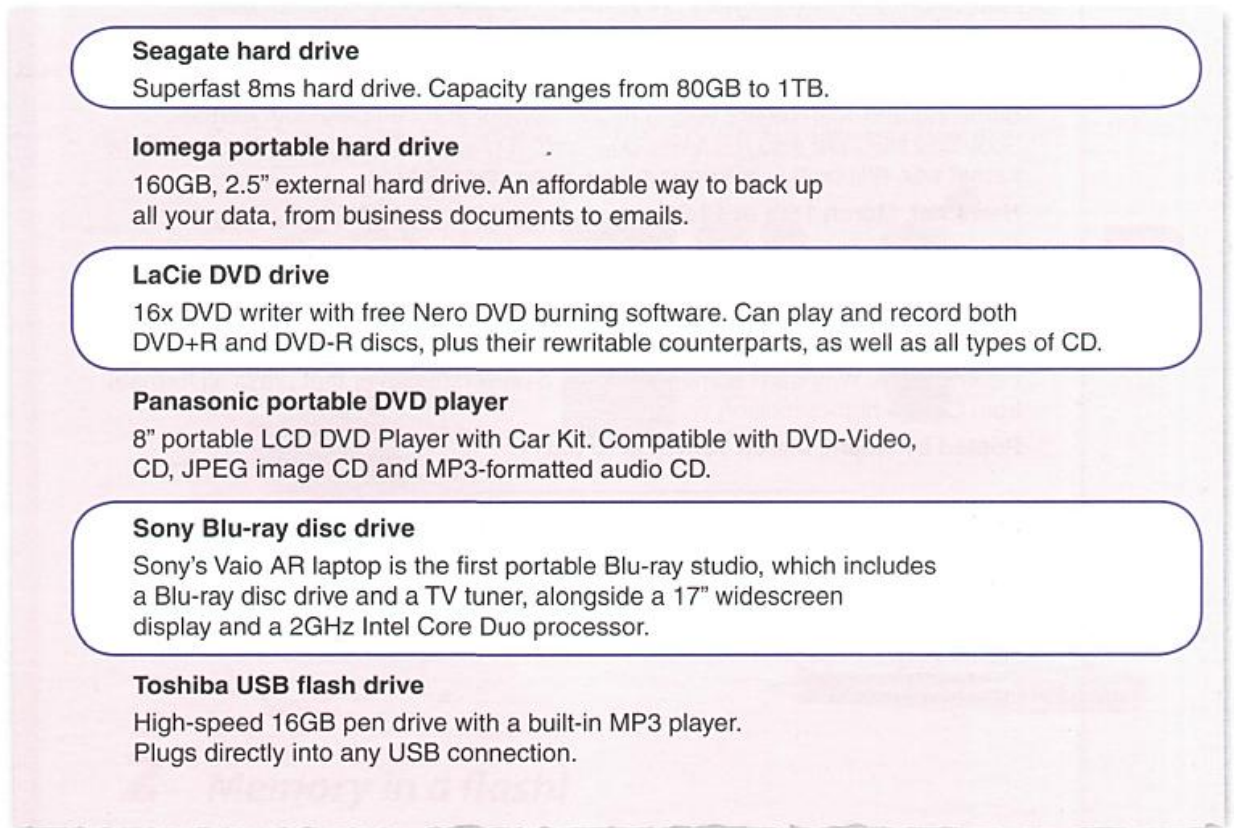 Seagate hard drive
Superfast 8ms hard drive. Capacity ranges from 80GB to 1TB.
Iomega portable hard drive
160GB, 2.5” external hard drive. An affordable way to back up
all your data, from business documents to emails.
LaCie DVD drive
16x DVD writer with free Nero DVD burning software. Can play and record both
DVD+R and DVD-R discs, plus their rewritable counterparts, as well as all types of CD.
Panasonic portable DVD player
8” portable LCD DVD Player with Car Kit. Compatible with DVD-Video,
CD, JPEG image CD and MP3-formatted audio CD.
Sony Blu-ray disc drive
Sony’s Vaio AR laptop is the first portable Blu-ray studio, which includes
a Blu-ray disc drive and a TV tuner, alongside a 17” widescreen
display and a 2GHz Intel Core Duo processor.
Toshiba USB flash drive
High-speed 16GB pen drive with a built-in MP3 player.
Plugs directly into any USB connection.
4 Memory in a flash!